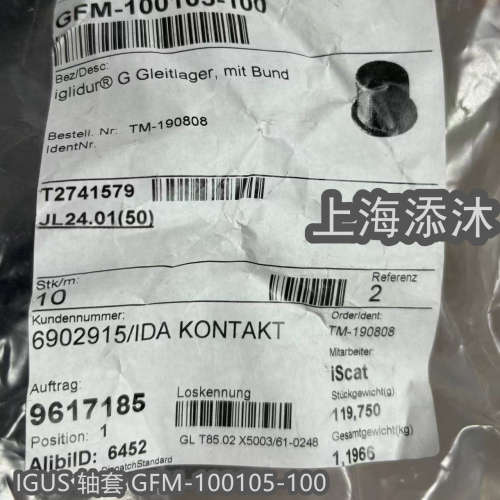 GFM-100105-100
Bez/Desc:
iglidur® G Gleitlager, mit Bund
Bestell. Nr: TM-190808
IdentNr.
T2741579
JL24.01(50)
上海添沐
Stk/m:
10
Referenz
2
Kundennummer:
6902915/IDA KONTAKT
OrderIdent:
TM-190808
Mitarbeiter:
iScat
Auftrag:
9617185
Loskennung
Stückgewicht(g)
119,750
Position: 1
GL T85.02 X5003/61-0248
Gesamtgewicht(kg)
1,1966
AlibiID: 6452
DispatchStandard
IGUS 轴套 GFM-100105-100